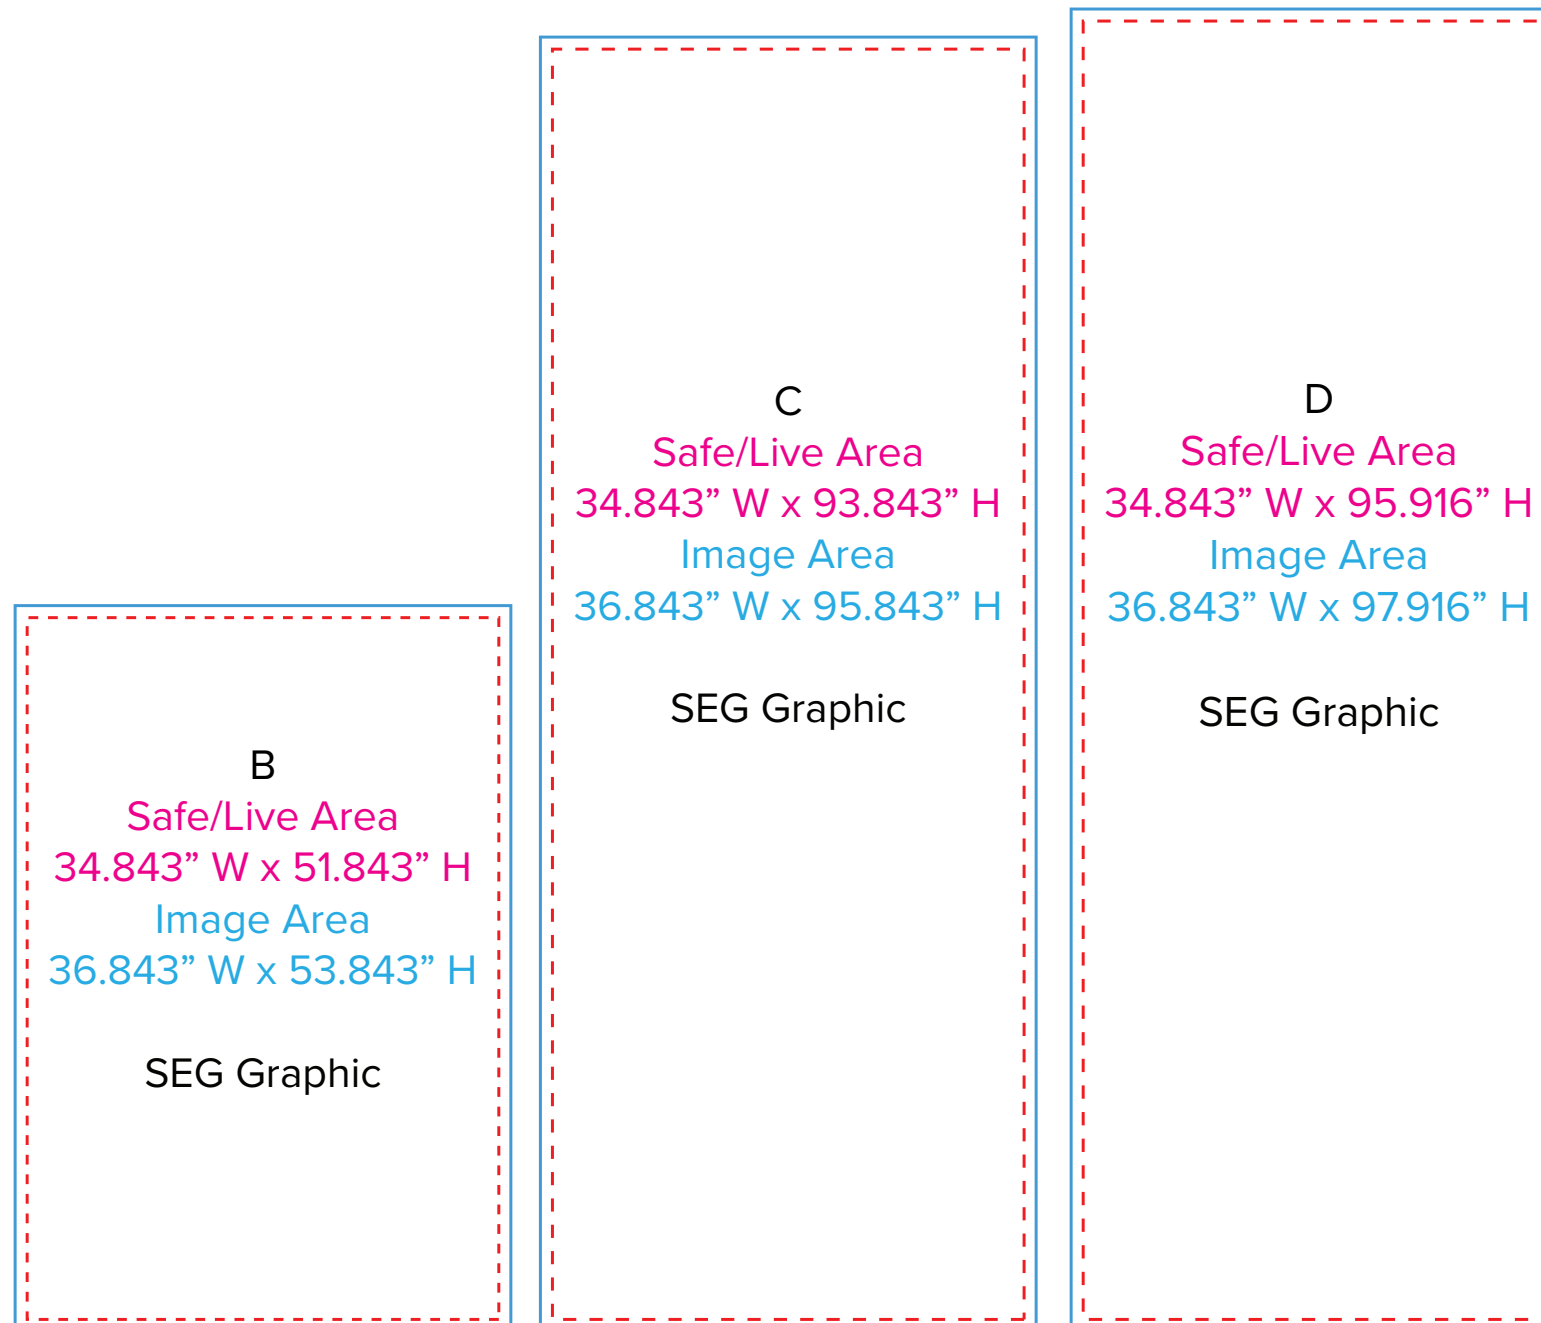 B
Safe/Live Area
34.843” W x 51.843” H
Image Area
36.843” W x 53.843” H
SEG Graphic
C
Safe/Live Area
34.843” W x 93.843” H
Image Area
36.843” W x 95.843” H
SEG Graphic
D
Safe/Live Area
34.843” W x 95.916” H
Image Area
36.843” W x 97.916” H
SEG Graphic